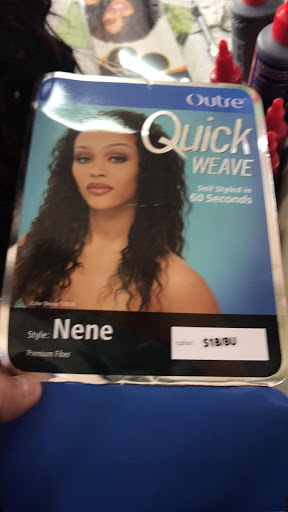 Outre
Quick
WEAVE
Self Styled in
60 Seconds
Style: Nene
Premium Fiber
color: S1B/BU